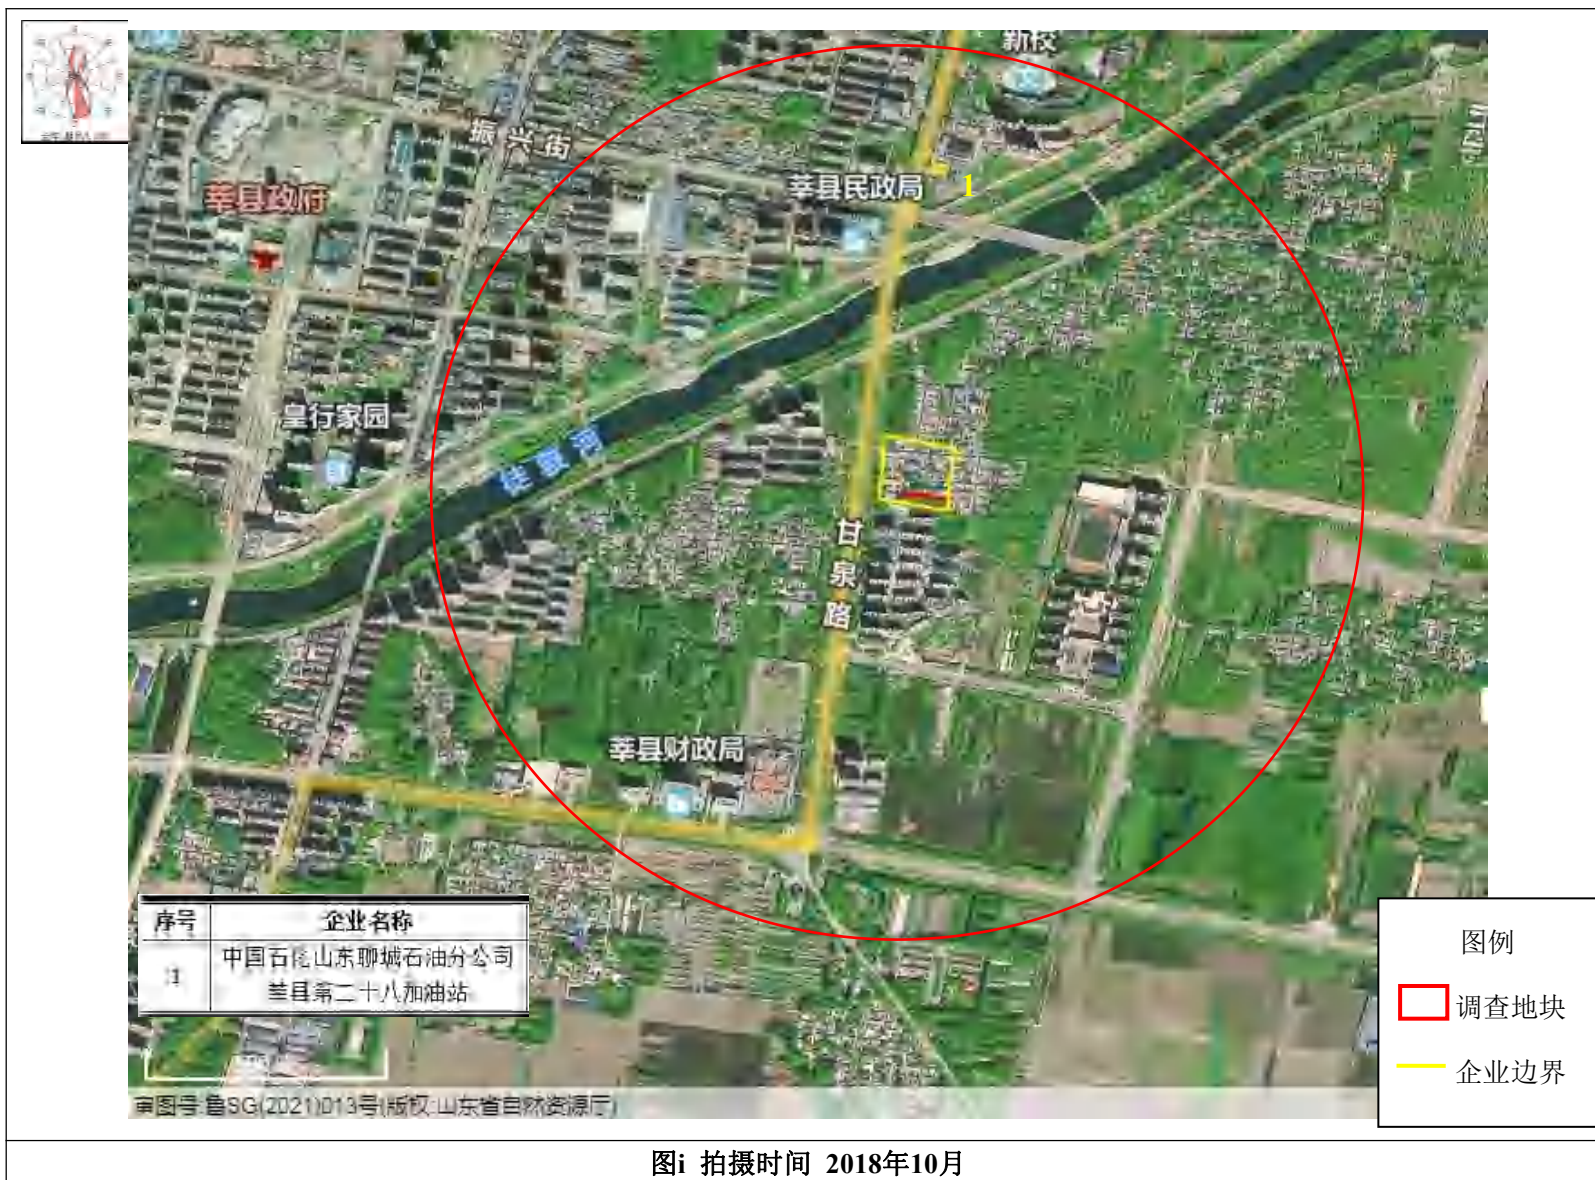 新校
振兴街
莘县民政局
1
莘县政府
皇行家园
徒骇河
甘泉路
莘县财政局
序号 企业名称
1 中国石化山东聊城石油分公司
莘县第二十八加油站
图例
调查地块
企业边界
审图号:鲁SG(2021)013号(版权:山东省自然资源厅)
图i 拍摄时间 2018年10月